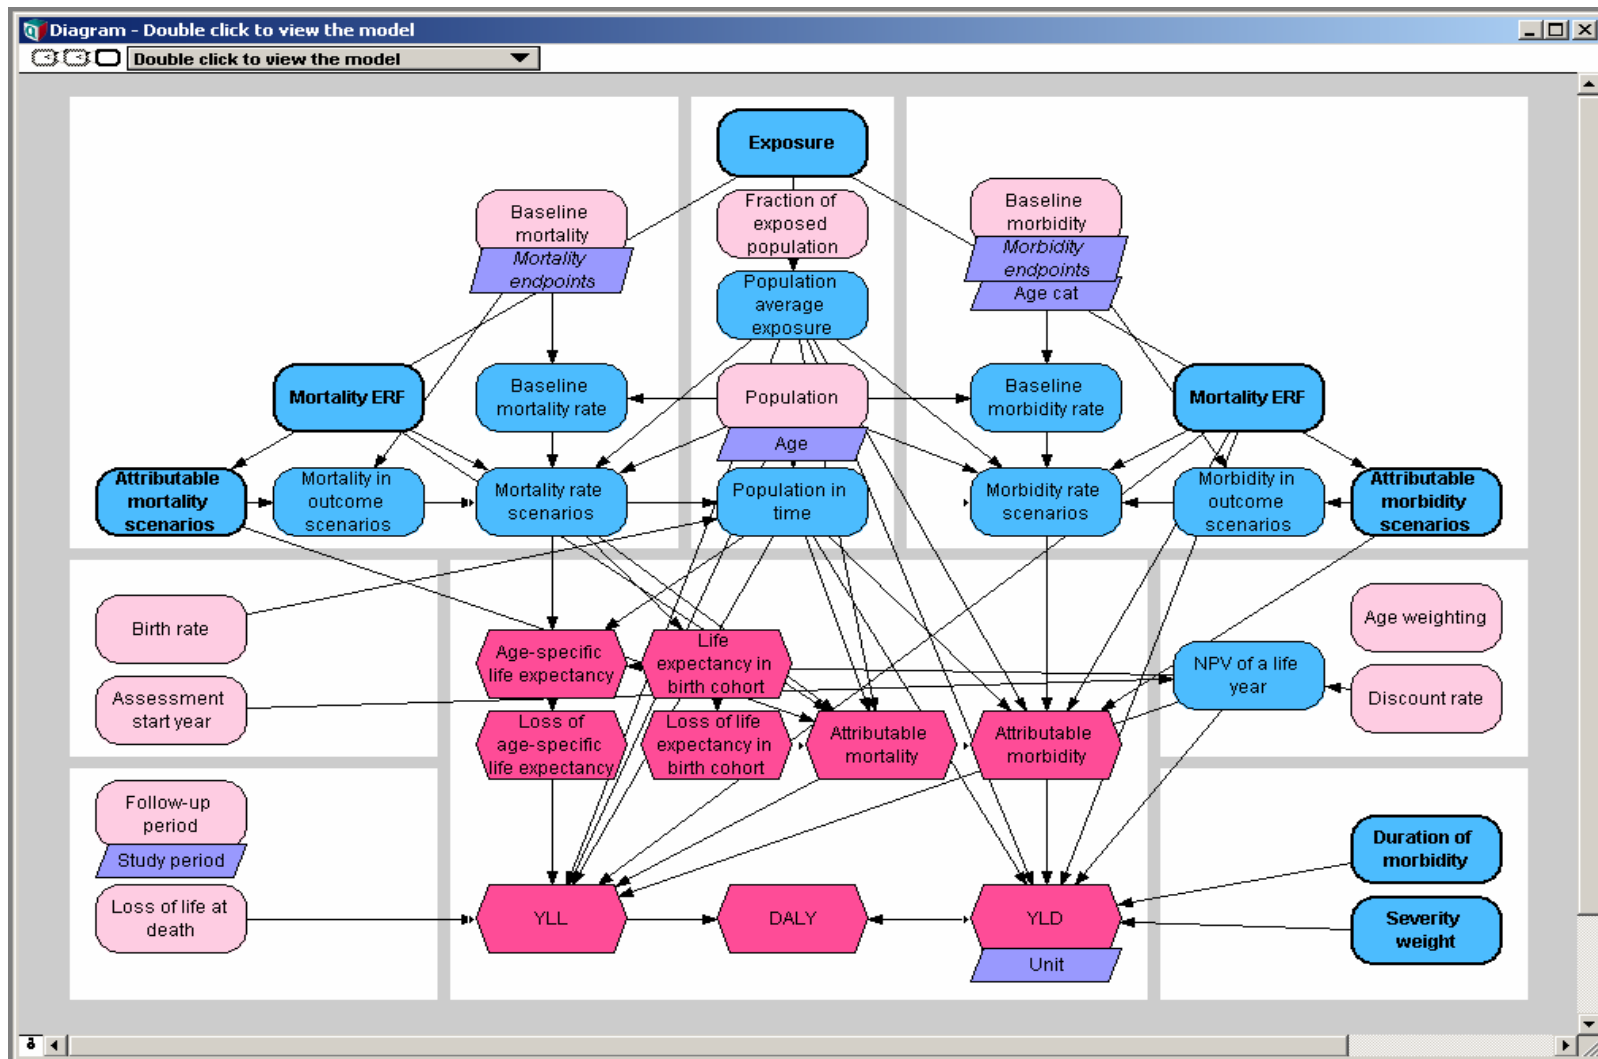 Diagram - Double click to view the model
Double click to view the model
Exposure
Baseline
mortality
Mortality
endpoints
Fraction of
exposed
population
Baseline
morbidity
Morbidity
endpoints
Age cat
Population
average
exposure
Mortality ERF
Baseline
mortality rate
Population
Age
Baseline
morbidity rate
Mortality ERF
Attributable
mortality
scenarios
Mortality in
outcome
scenarios
Mortality rate
scenarios
Population in
time
Morbidity rate
scenarios
Morbidity in
outcome
scenarios
Attributable
morbidity
scenarios
Birth rate
Assessment
start year
Age-specific
life expectancy
Life
expectancy in
birth cohort
Loss of
age-specific
life expectancy
Loss of life
expectancy in
birth cohort
Attributable
mortality
Attributable
morbidity
NPV of a life
year
Age weighting
Discount rate
Follow-up
period
Study period
Loss of life at
death
YLL
DALY
YLD
Unit
Duration of
morbidity
Severity
weight